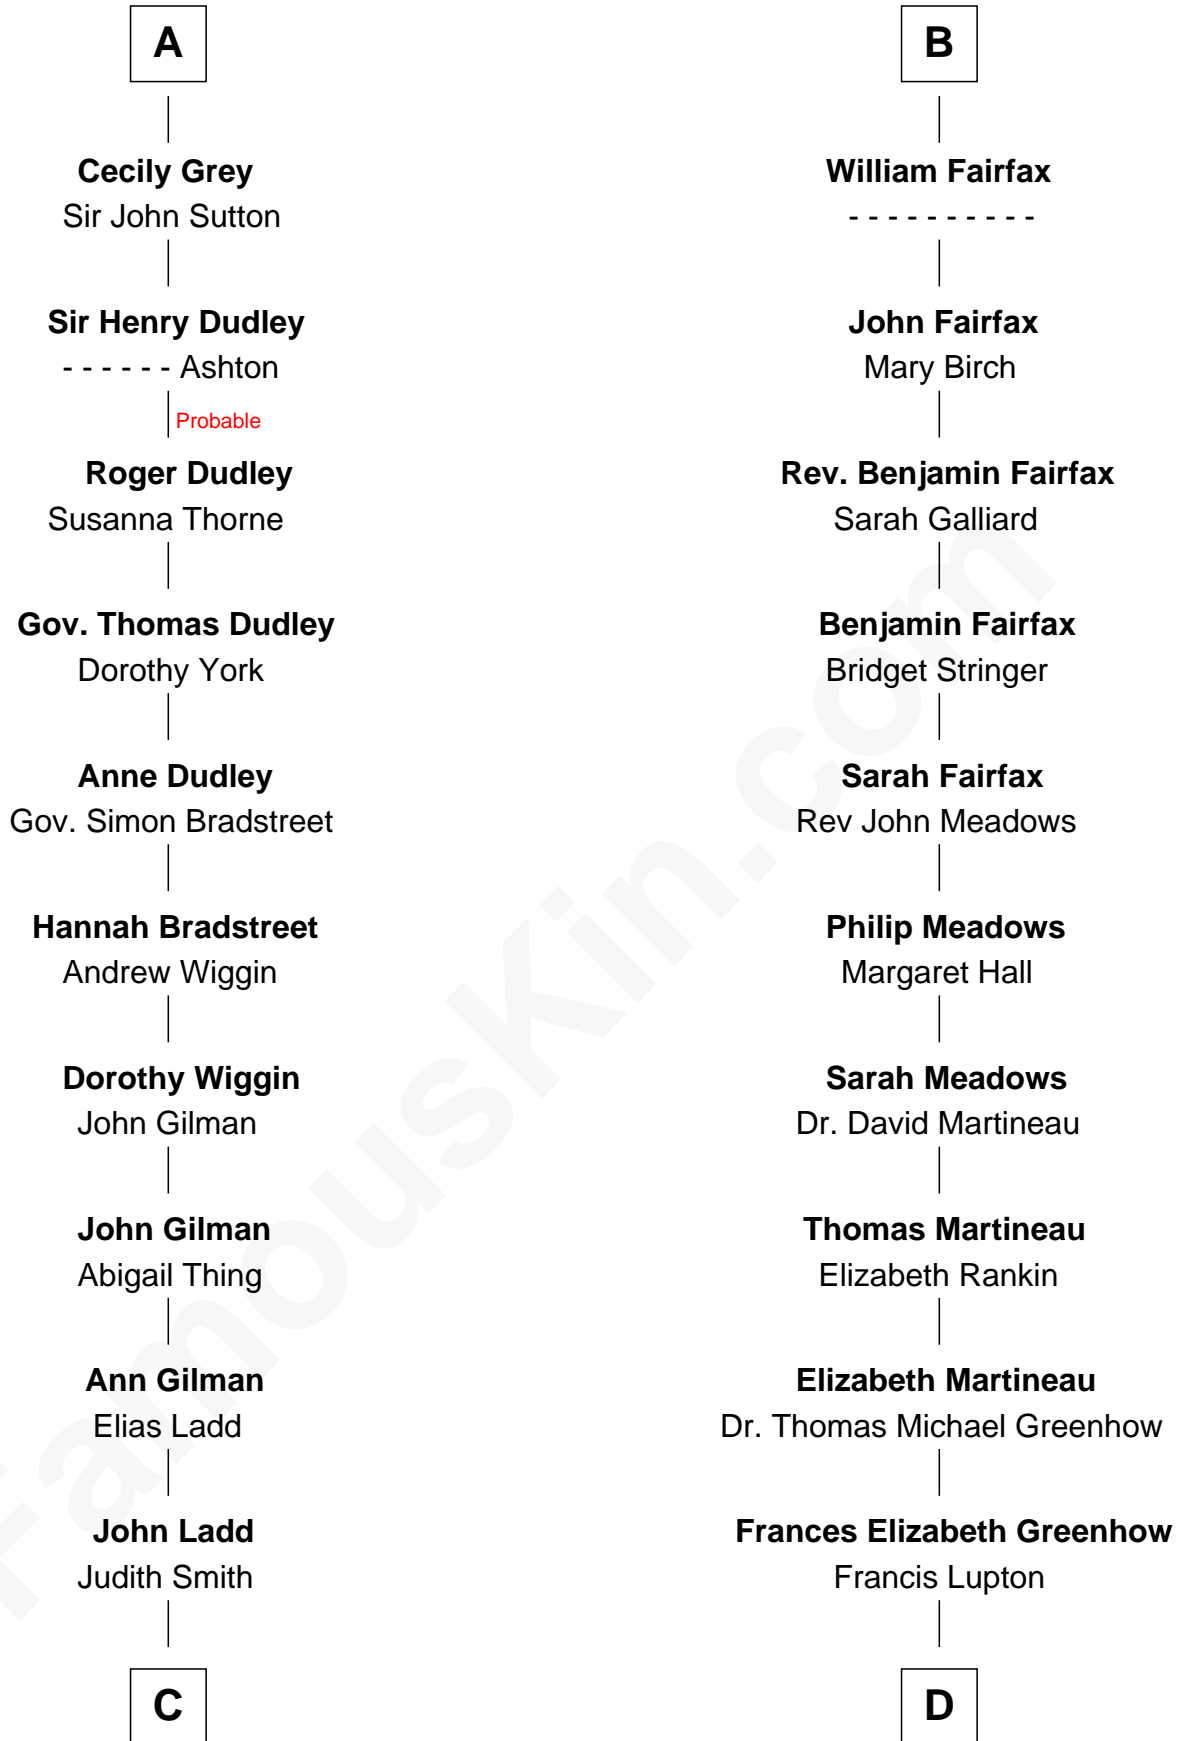 A
Cecily Grey
Sir John Sutton
Sir Henry Dudley
- - - - - - Ashton
Probable
Roger Dudley
Susanna Thorne
Gov. Thomas Dudley
Dorothy York
Anne Dudley
Gov. Simon Bradstreet
Hannah Bradstreet
Andrew Wiggin
Dorothy Wiggin
John Gilman
John Gilman
Abigail Thing
Ann Gilman
Elias Ladd
John Ladd
Judith Smith
C
B
William Fairfax
- - - - - - - - - -
John Fairfax
Mary Birch
Rev. Benjamin Fairfax
Sarah Galliard
Benjamin Fairfax
Bridget Stringer
Sarah Fairfax
Rev John Meadows
Philip Meadows
Margaret Hall
Sarah Meadows
Dr. David Martineau
Thomas Martineau
Elizabeth Rankin
Elizabeth Martineau
Dr. Thomas Michael Greenhow
Frances Elizabeth Greenhow
Francis Lupton
D
FamousKin.com